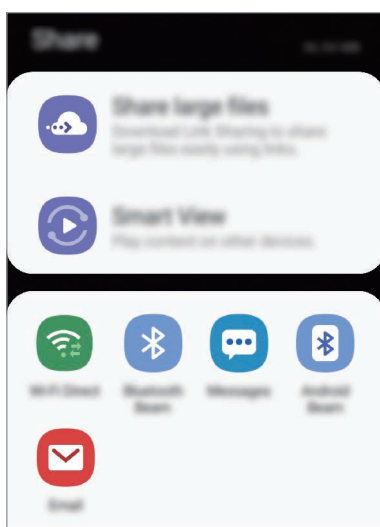 Share
Share large files
Download Link Sharing to share
large files easily using links.
Smart View
Play content on other devices.
Wi-Fi Direct Bluetooth Messages Android
Beam Beam
Email